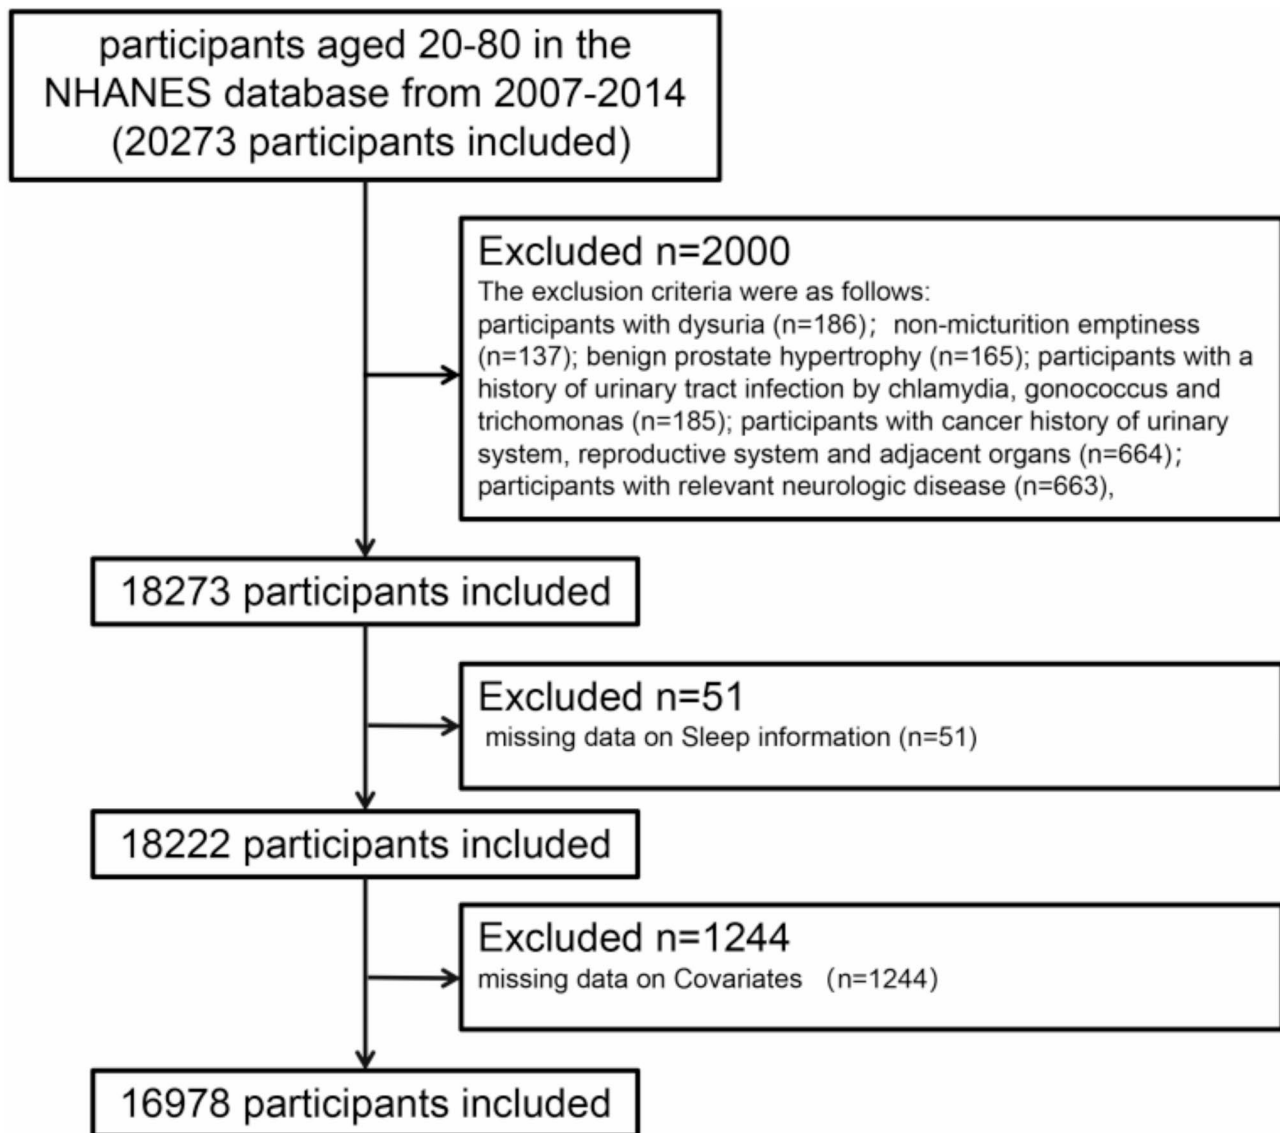 participants aged 20-80 in the
NHANES database from 2007-2014
(20273 participants included)
Excluded n=2000
The exclusion criteria were as follows:
participants with dysuria (n=186);  non-micturition emptiness
(n=137); benign prostate hypertrophy (n=165); participants with a
history of urinary tract infection by chlamydia, gonococcus and
trichomonas (n=185); participants with cancer history of urinary
system, reproductive system and adjacent organs (n=664);
participants with relevant neurologic disease (n=663),
18273 participants included
Excluded n=51
missing data on Sleep information (n=51)
18222 participants included
Excluded n=1244
missing data on Covariates  (n=1244)
16978 participants included